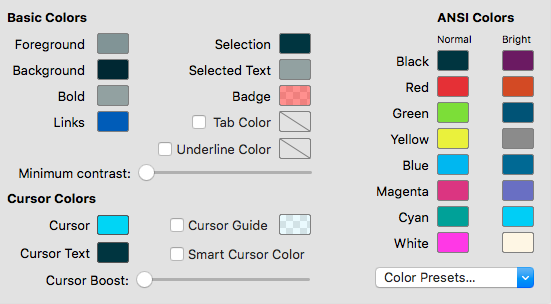 Basic Colors
Foreground
Background
Bold
Links
Selection
Selected Text
Badge
Tab Color
Underline Color
Minimum contrast:
Cursor Colors
Cursor
Cursor Text
Cursor Guide
Smart Cursor Color
Cursor Boost:
ANSI Colors
Normal Bright
Black
Red
Green
Yellow
Blue
Magenta
Cyan
White
Color Presets...